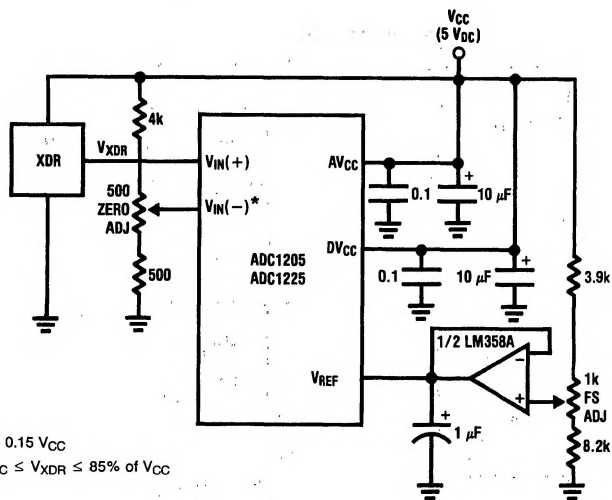 VCC
(5 VDC)
4k
XDR
VXDR
VIN(+)
AVCC
0.1
+
10 μF
500
ZERO
ADJ
VIN(−)*
DVCC
ADC1205
ADC1225
500
0.1
+
10 μF
3.9k
1/2 LM358A
VREF
−
+
1k
FS
ADJ
+
1 μF
8.2k
0.15 VCC
C ≤ VXDR ≤ 85% of VCC